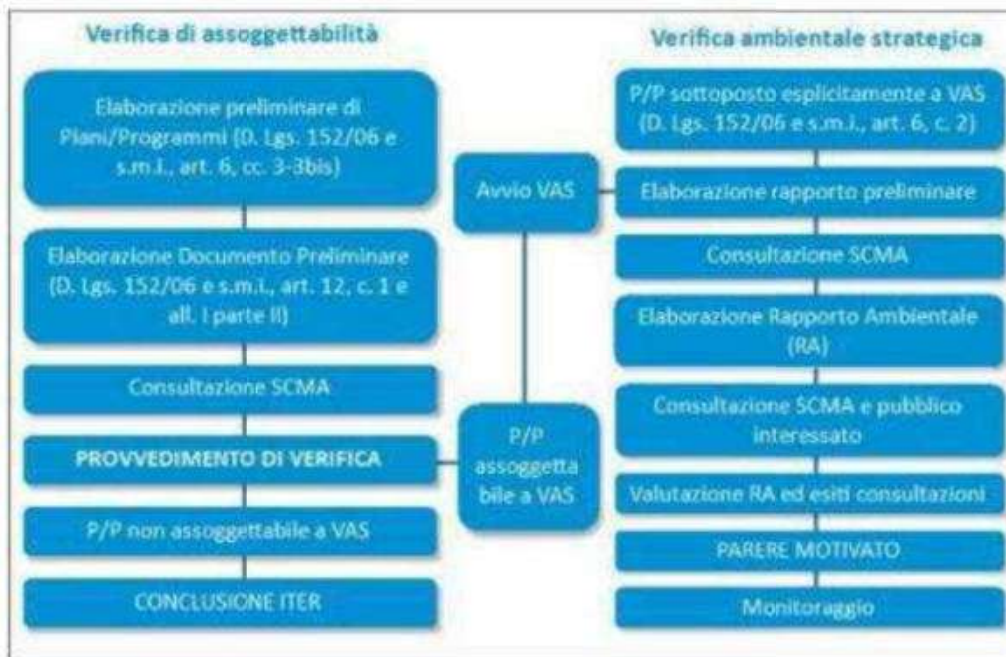 Verifica di assoggettabilità
Elaborazione preliminare di
Piani/Programmi (D. Lgs. 152/06 e
s.m.i., art. 6, cc. 3-3bis)
Elaborazione Documento Preliminare
(D. Lgs. 152/06 e s.m.i., art. 12, c. 1 e
all. I parte II)
Consultazione SCMA
PROVVEDIMENTO DI VERIFICA
P/P non assoggettabile a VAS
CONCLUSIONE ITER
Avvio VAS
P/P
assoggetta
bile a VAS
Verifica ambientale strategica
P/P sottoposto esplicitamente a VAS
(D. Lgs. 152/06 e s.m.i., art. 6, c. 2)
Elaborazione rapporto preliminare
Consultazione SCMA
Elaborazione Rapporto Ambientale
(RA)
Consultazione SCMA e pubblico
interessato
Valutazione RA ed esiti consultazioni
PARERE MOTIVATO
Monitoraggio